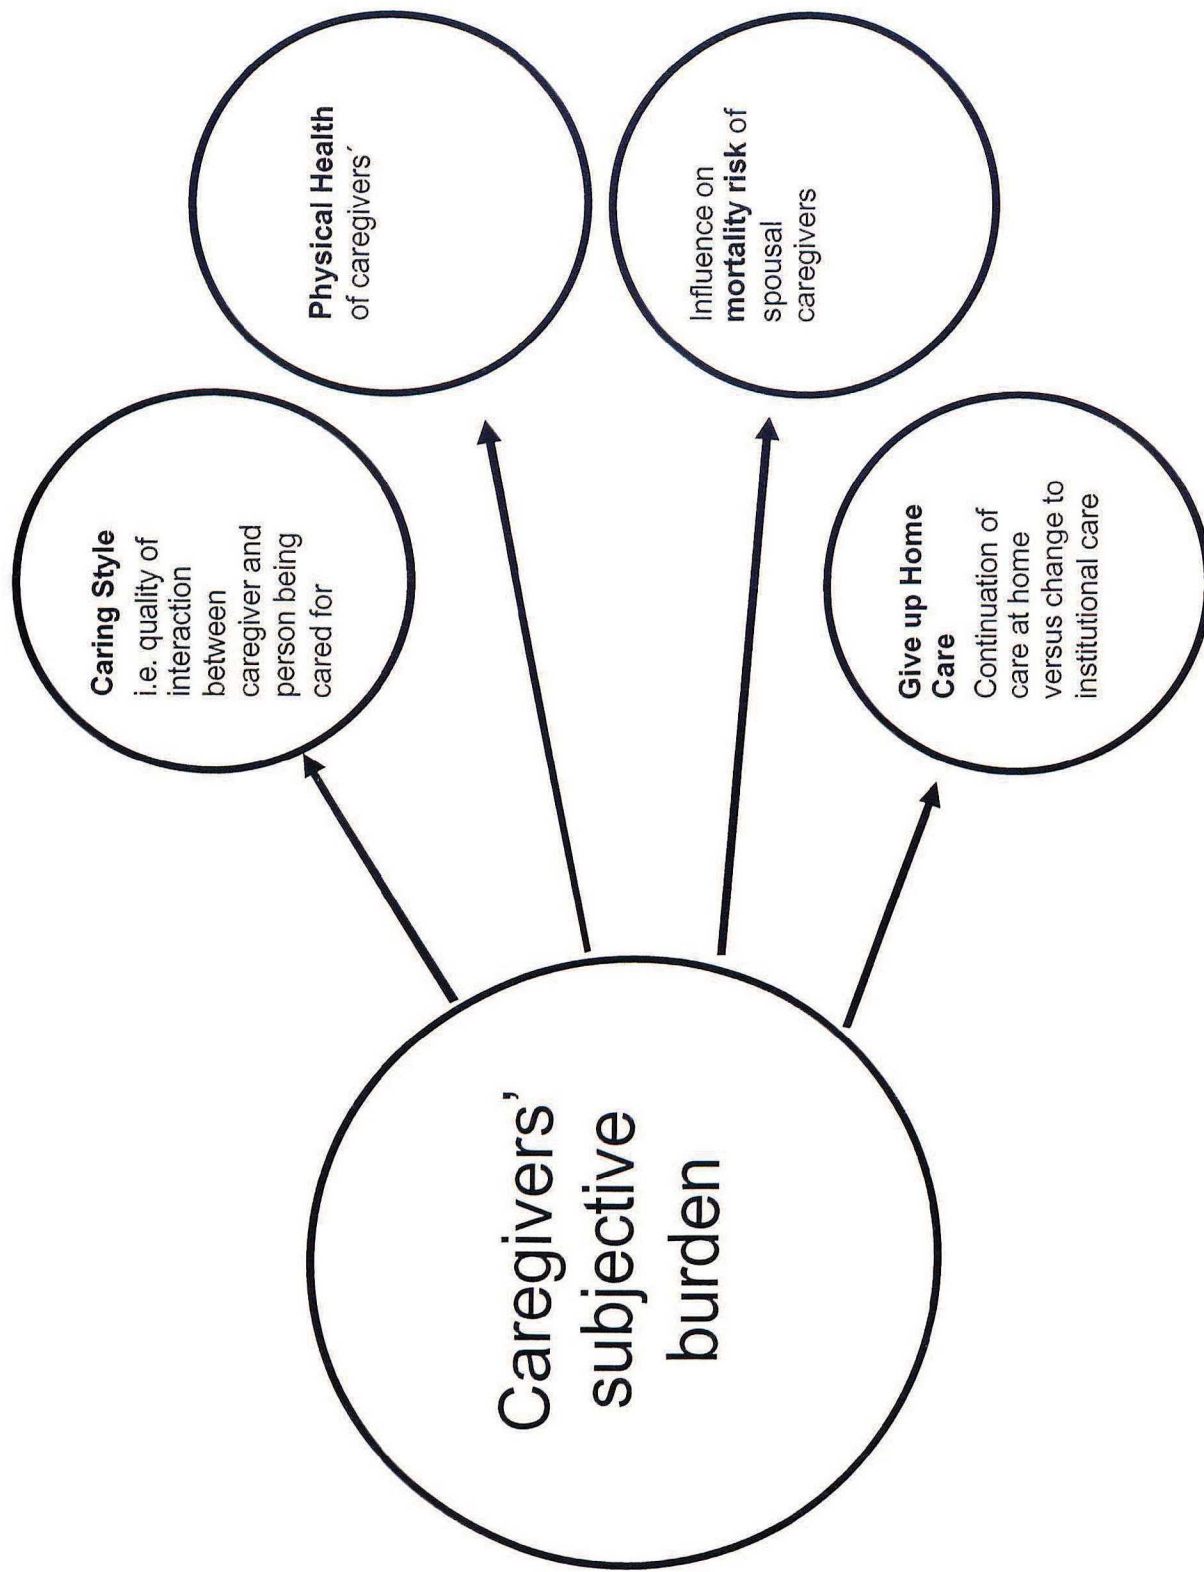 Caregivers’
subjective
burden
Caring Style
i.e. quality of
interaction
between
caregiver and
person being
cared for
Physical Health
of caregivers´
Influence on
mortality risk of
spousal
caregivers
Give up Home
Care
Continuation of
care at home
versus change to
institutional care